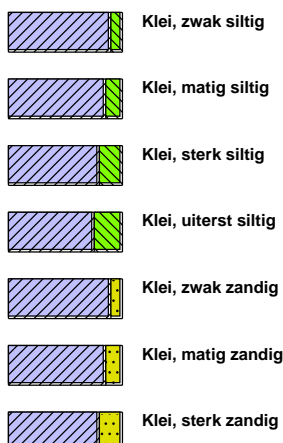 Klei, zwak siltig
Klei, matig siltig
Klei, sterk siltig
Klei, uiterst siltig
Klei, zwak zandig
Klei, matig zandig
Klei, sterk zandig